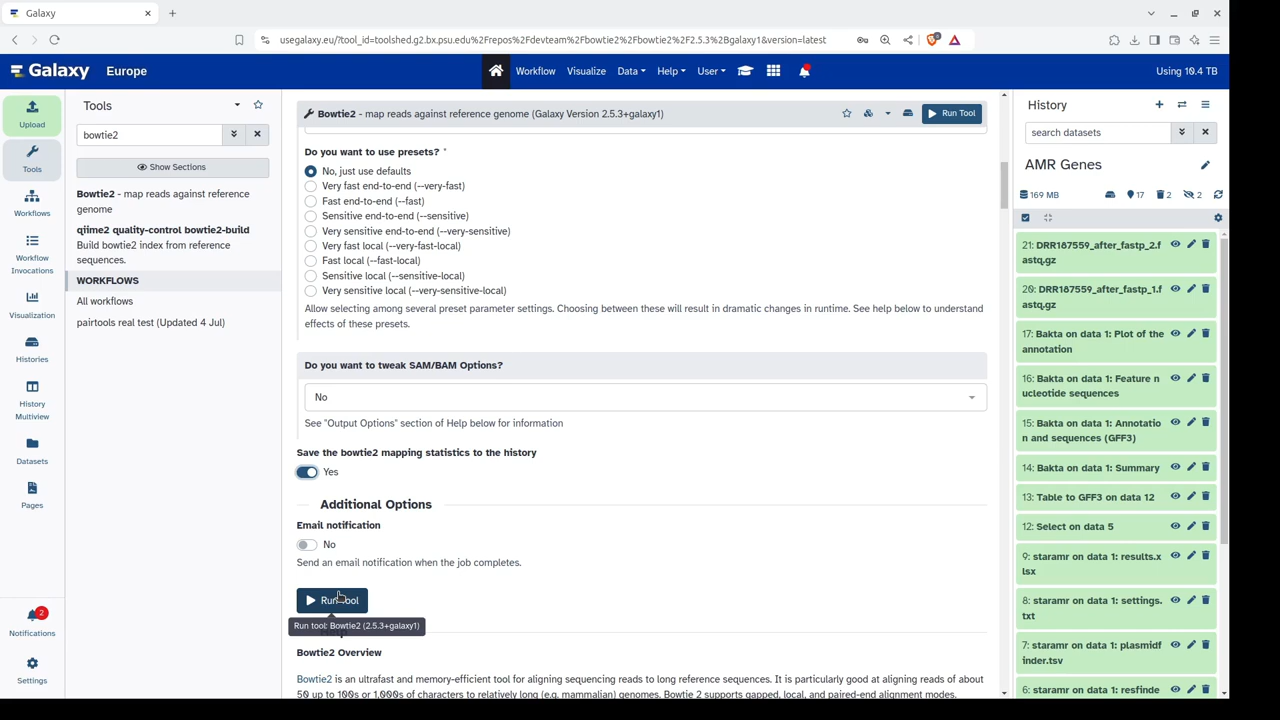 Galaxy
usegalaxy.eu/?tool_id=toolshed.g2.bx.psu.edu%2Frepos%2Fdevteam%2Fbowtie2%2Fbowtie2%2F2.5.3%2Bgalaxy1&version=latest
Galaxy Europe Workflow Visualize Data Help User Using 10.4 TB
Upload
Tools
Workflows
Workflow
Invocations
Visualization
Histories
History
Multiview
Datasets
Pages
2
Notifications
Settings
Tools
bowtie2
Show Sections
Bowtie2 - map reads against reference
genome
qiime2 quality-control bowtie2-build
Build bowtie2 index from reference
sequences.
WORKFLOWS
All workflows
pairtools real test (Updated 4 Jul)
Bowtie2 - map reads against reference genome (Galaxy Version 2.5.3+galaxy1) Run Tool
Do you want to use presets? *
No, just use defaults
Very fast end-to-end (--very-fast)
Fast end-to-end (--fast)
Sensitive end-to-end (--sensitive)
Very sensitive end-to-end (--very-sensitive)
Very fast local (--very-fast-local)
Fast local (--fast-local)
Sensitive local (--sensitive-local)
Very sensitive local (--very-sensitive-local)
Allow selecting among several preset parameter settings. Choosing between these will result in dramatic changes in runtime. See help below to understand
effects of these presets.
Do you want to tweak SAM/BAM Options?
No
See "Output Options" section of Help below for information
Save the bowtie2 mapping statistics to the history
Yes
Additional Options
Email notification
No
Send an email notification when the job completes.
Run Tool
Run tool: Bowtie2 (2.5.3+galaxy1)
Bowtie2 Overview
Bowtie2 is an ultrafast and memory-efficient tool for aligning sequencing reads to long reference sequences. It is particularly good at aligning reads of about
50 up to 100s or 1,000s of characters to relatively long (e.g. mammalian) genomes. Bowtie 2 supports gapped, local, and paired-end alignment modes.
History
search datasets
AMR Genes
169 MB 17 2 2
21: DRR187559_after_fastp_2.f
astq.gz
20: DRR187559_after_fastp_1.f
astq.gz
17: Bakta on data 1: Plot of the
annotation
16: Bakta on data 1: Feature n
ucleotide sequences
15: Bakta on data 1: Annotatio
n and sequences (GFF3)
14: Bakta on data 1: Summary
13: Table to GFF3 on data 12
12: Select on data 5
9: staramr on data 1: results.x
lsx
8: staramr on data 1: settings.
txt
7: staramr on data 1: plasmidf
inder.tsv
6: staramr on data 1: resfinde